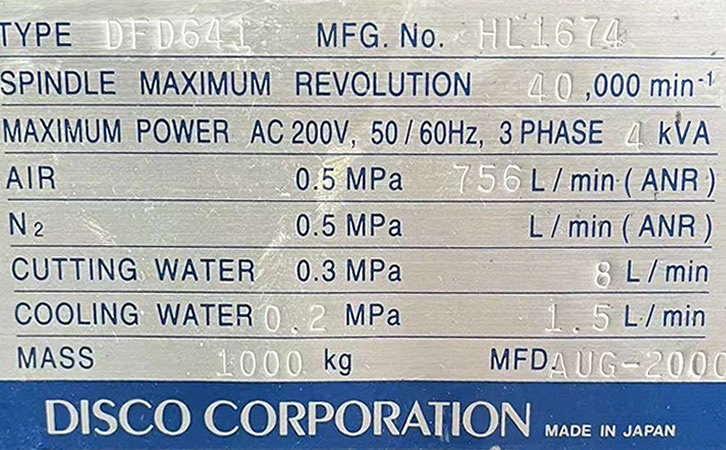 TYPE DFD641 MFG. No. HL1674
SPINDLE MAXIMUM REVOLUTION 40,000 min⁻¹
MAXIMUM POWER AC 200V, 50/60Hz, 3 PHASE 4 kVA
AIR 0.5 MPa 756 L/min (ANR)
N₂ 0.5 MPa L/min (ANR)
CUTTING WATER 0.3 MPa 8 L/min
COOLING WATER 0.2 MPa 1.5 L/min
MASS 1000 kg MFD. AUG-2000
DISCO CORPORATION MADE IN JAPAN